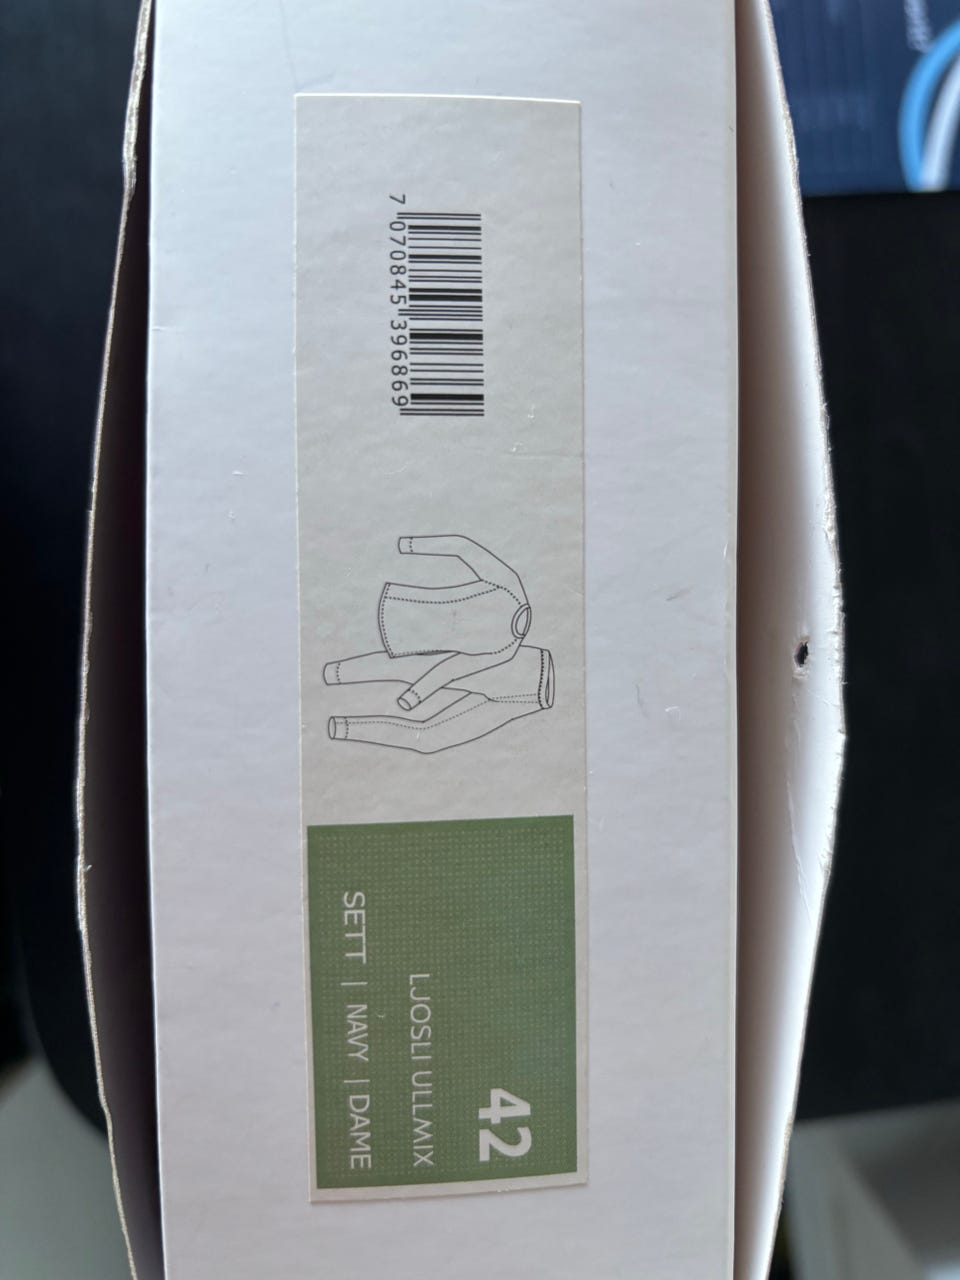 7 070845 396869
42
LJOSLI ULLMIX
SETT | NAVY | DAME